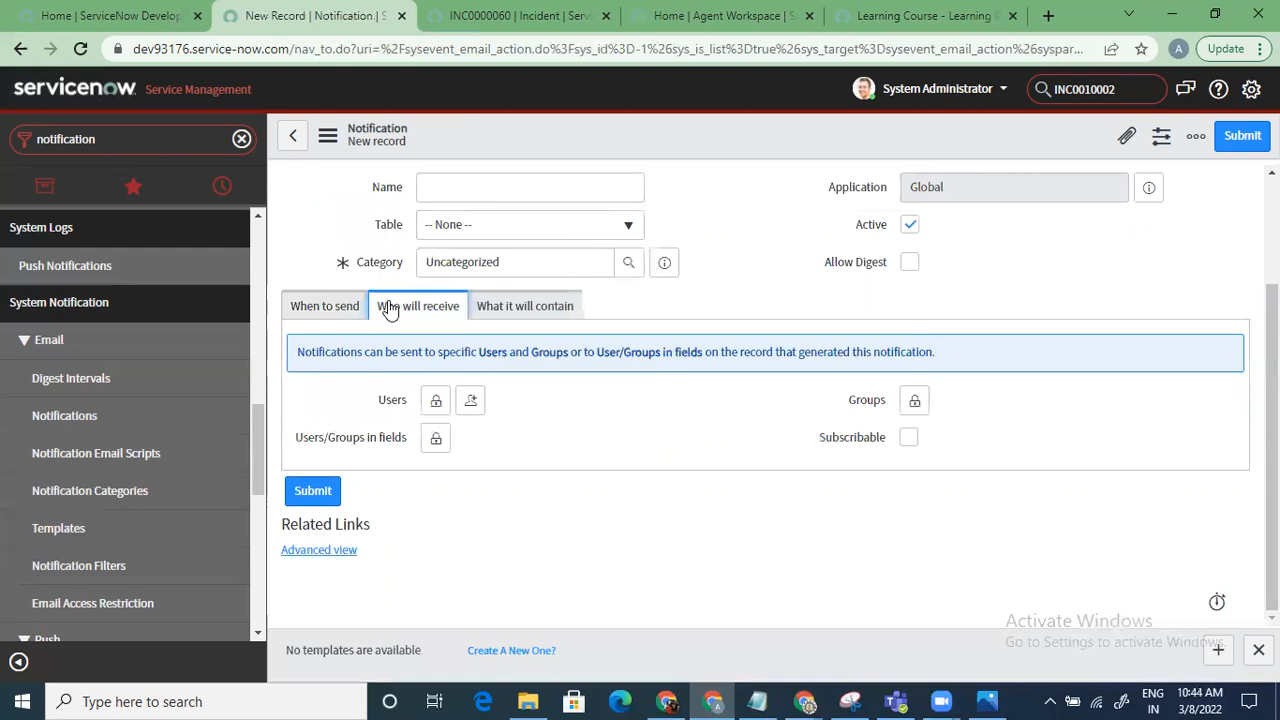 Home | ServiceNow Develop
New Record | Notification | S
INC0000060 | Incident | Servi
Home | Agent Workspace | S
Learning Course - Learning P
dev93176.service-now.com/nav_to.do?uri=%2Fsysevent_email_action.do%3Fsys_id%3D-1%26sys_is_list%3Dtrue%26sys_target%3Dsysevent_email_action%26syspar...
A
Update
servicenow. Service Management
System Administrator
INC0010002
notification
Notification
New record
Submit
System Logs
Push Notifications
System Notification
Email
Digest Intervals
Notifications
Notification Email Scripts
Notification Categories
Templates
Notification Filters
Email Access Restriction
Push
Name
Application
Global
Table
-- None --
Active
Category
Uncategorized
Allow Digest
When to send
Who will receive
What it will contain
Notifications can be sent to specific Users and Groups or to User/Groups in fields on the record that generated this notification.
Users
Groups
Users/Groups in fields
Subscribable
Submit
Related Links
Advanced view
Activate Windows
Go to Settings to activate Windows.
No templates are available
Create A New One?
Type here to search
ENG
IN
10:44 AM
3/8/2022